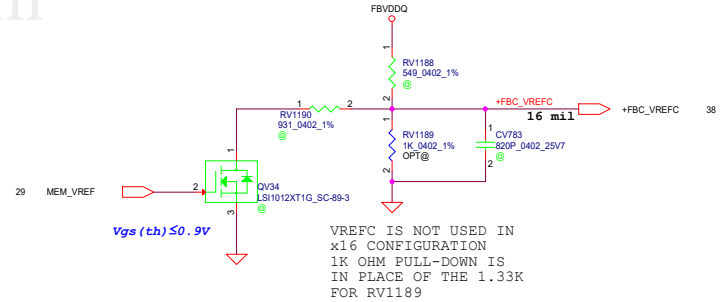 FBVDDQ
1
RV1188
549_0402_1%
@
2
1
2
RV1190
931_0402_1%
@
+FBC_VREFC
16 mil
+FBC_VREFC
38
1
RV1189
1K_0402_1%
OPT@
2
1
CV783
820P_0402_25V7
@
2
1
29
MEM_VREF
2
QV34
LSI1012XT1G_SC-89-3
@
3
Vgs(th)≤0.9V
VREFC IS NOT USED IN
x16 CONFIGURATION
1K OHM PULL-DOWN IS
IN PLACE OF THE 1.33K
FOR RV1189